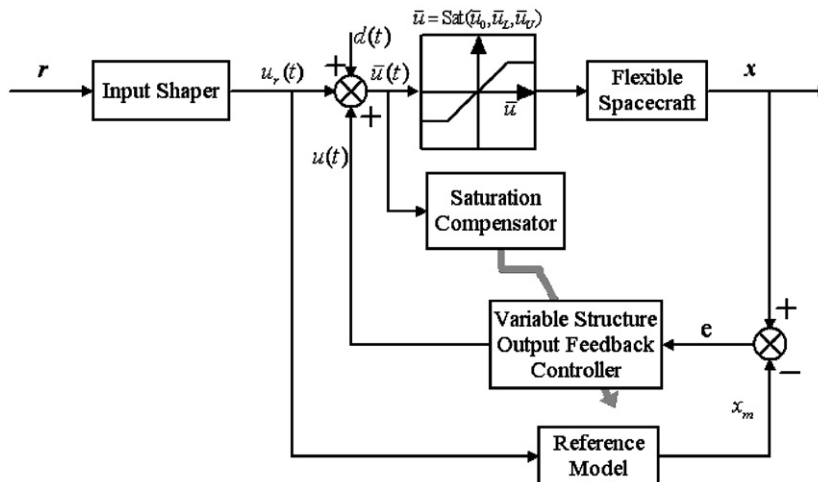 ū = Sat(ū₀, ū_L, ū_U)
d(t)
r
Input Shaper
u_r(t)
+
ū(t)
+
ū
Flexible
Spacecraft
x
u(t)
Saturation
Compensator
+
Variable Structure
Output Feedback
Controller
e
−
x_m
Reference
Model